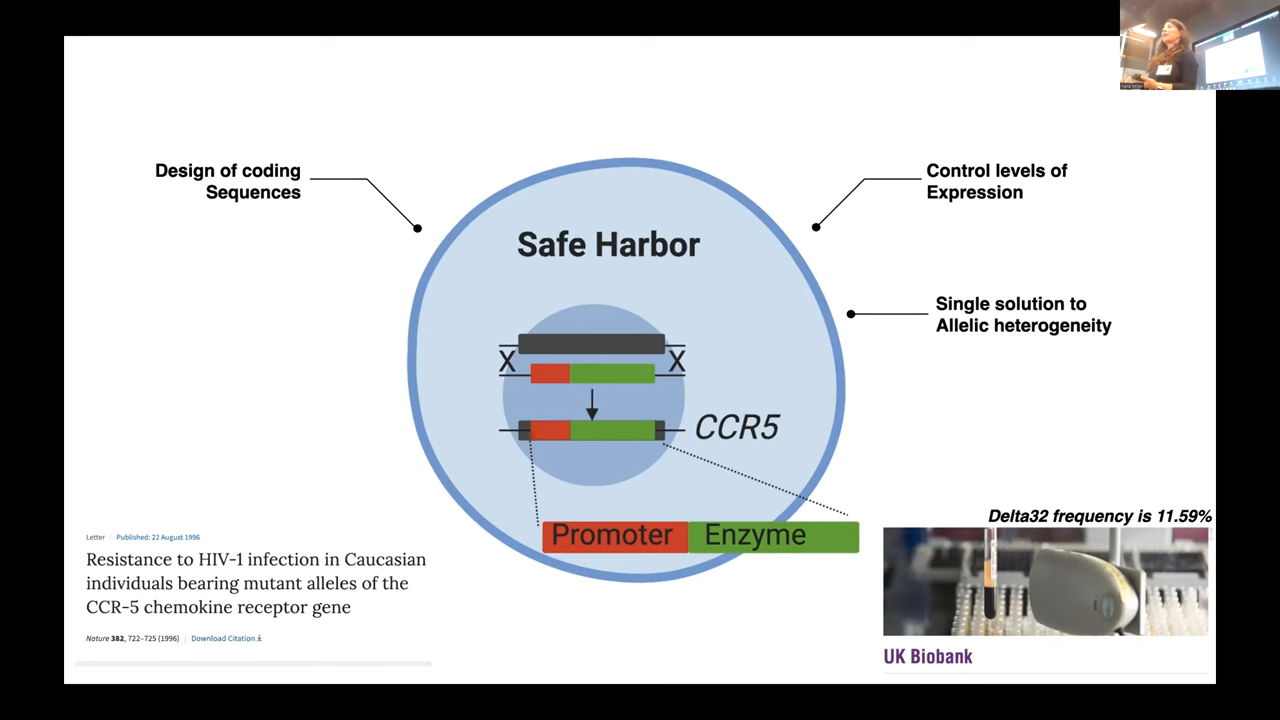 Design of coding
Sequences
Control levels of
Expression
Safe Harbor
Single solution to
Allelic heterogeneity
X
X
CCR5
Promoter
Enzyme
Delta32 frequency is 11.59%
Letter | Published: 22 August 1996
Resistance to HIV-1 infection in Caucasian
individuals bearing mutant alleles of the
CCR-5 chemokine receptor gene
Nature 382, 722–725 (1996) | Download Citation
UK Biobank